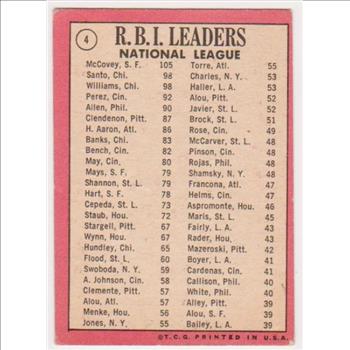 4
R.B.I. LEADERS
NATIONAL LEAGUE
McCovey, S. F. 105
Santo, Chi. 98
Williams, Chi. 98
Perez, Cin. 92
Allen, Phil. 90
Clendenon, Pitt. 87
H. Aaron, Atl. 86
Banks, Chi. 83
Bench, Cin. 82
May, Cin. 80
Mays, S. F. 79
Shannon, St. L. 79
Hart, S. F. 78
Cepeda, St. L. 73
Staub, Hou. 72
Stargell, Pitt. 67
Wynn, Hou. 67
Hundley, Chi. 65
Flood, St. L. 60
Swoboda, N. Y. 59
A. Johnson, Cin. 58
Clemente, Pitt. 57
Alou, Atl. 57
Menke, Hou. 56
Jones, N. Y. 55
Torre, Atl. 55
Charles, N. Y. 53
Haller, L. A. 53
Alou, Pitt. 52
Javier, St. L. 52
Brock, St. L. 51
Rose, Cin. 49
McCarver, St. L. 48
Pinson, Cin. 48
Rojas, Phil. 48
Shamsky, N. Y. 48
Francona, Atl. 47
Helms, Cin. 47
Aspromonte, Hou. 46
Maris, St. L. 45
Fairly, L. A. 43
Rader, Hou. 43
Mazeroski, Pitt. 42
Boyer, L. A. 41
Cardenas, Cin. 41
Callison, Phil. 40
White, Phil. 40
Alley, Pitt. 39
Alou, S. F. 39
Bailey, L. A. 39
© T.C.G. PRINTED IN U.S.A.